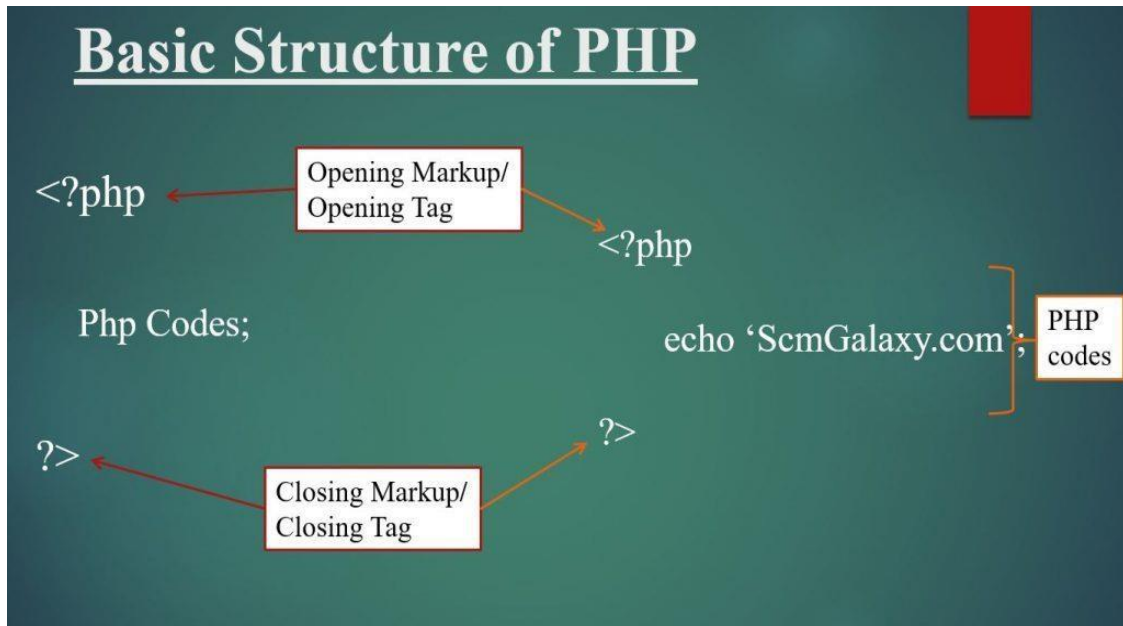 Basic Structure of PHP
<?php
Opening Markup/
Opening Tag
<?php
Php Codes;
echo ‘ScmGalaxy.com’;
PHP
codes
?>
?>
Closing Markup/
Closing Tag